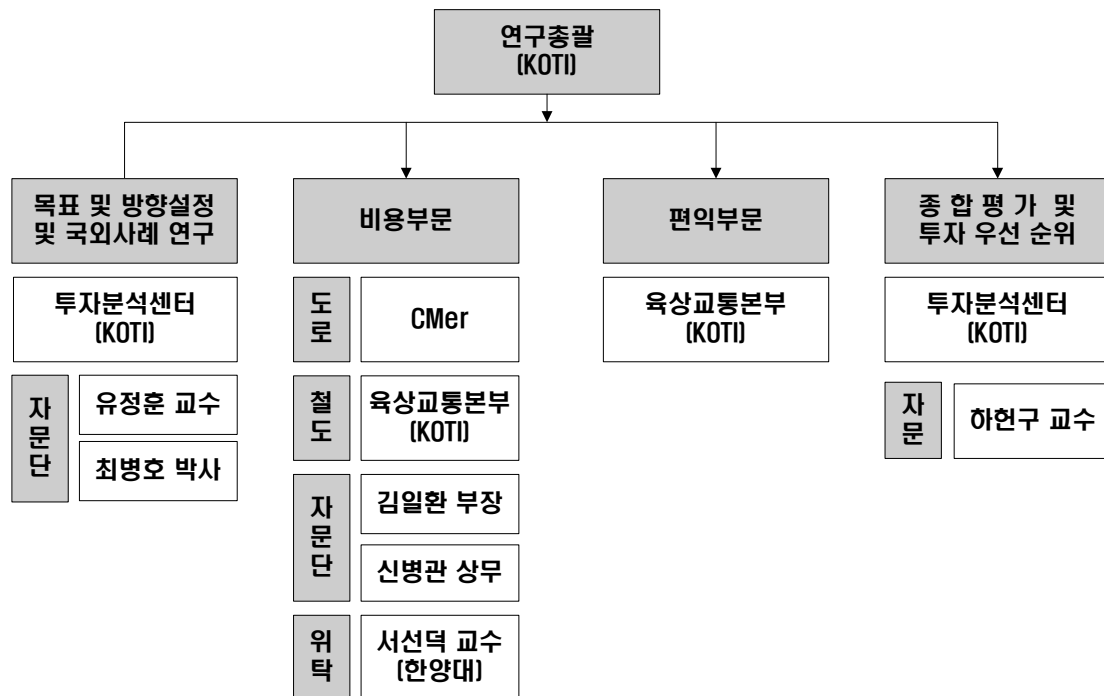 연구총괄
(KOTI)
목표 및 방향설정
및 국외사례 연구
투자분석센터
(KOTI)
자문단
유정훈 교수
최병호 박사
비용부문
도로
CMer
철도
육상교통본부
(KOTI)
자문단
김일환 부장
신병관 상무
위탁
서선덕 교수
(한양대)
편익부문
육상교통본부
(KOTI)
종 합 평 가 및
투자 우선 순위
투자분석센터
(KOTI)
자문
하헌구 교수